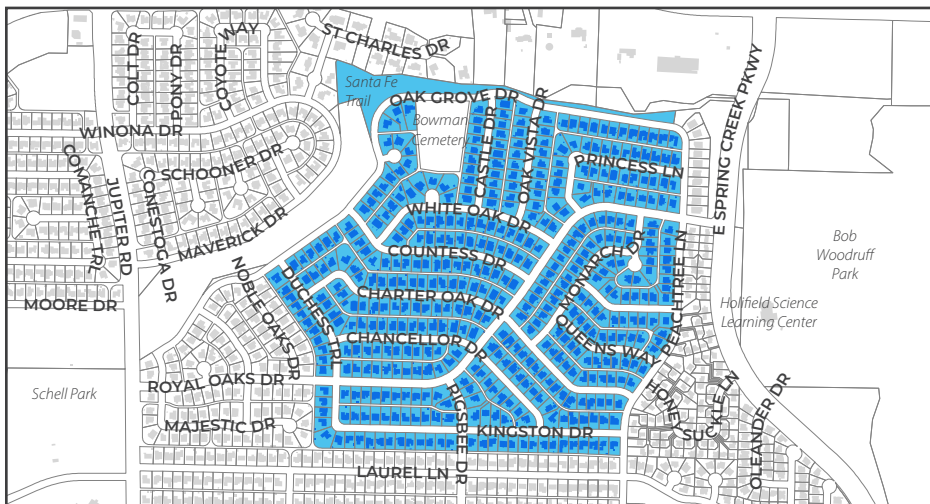 ST CHARLES DR
COYOTE WAY
COLT DR
PONY DR
Santa Fe
Trail
OAK GROVE DR
Bowman
Cemetery
CASTLE DR
OAK VISTA DR
PRINCESS LN
E SPRING CREEK PKWY
WINONA DR
SCHOONER DR
COMANCHE TRL
JUPITER RD
CONESTOGA DR
MAVERICK DR
WHITE OAK DR
COUNTESS DR
MONARCH DR
PEACHTREE LN
Bob
Woodruff
Park
NOBLE OAKS DR
DUCHESS TRL
CHARTER OAK DR
MOORE DR
Holifield Science
Learning Center
CHANCELLOR DR
QUEENS WAY
ROYAL OAKS DR
Schell Park
PIGSBEE DR
HONEY
SUCKLE LN
OLEANDER DR
MAJESTIC DR
KINGSTON DR
LAUREL LN